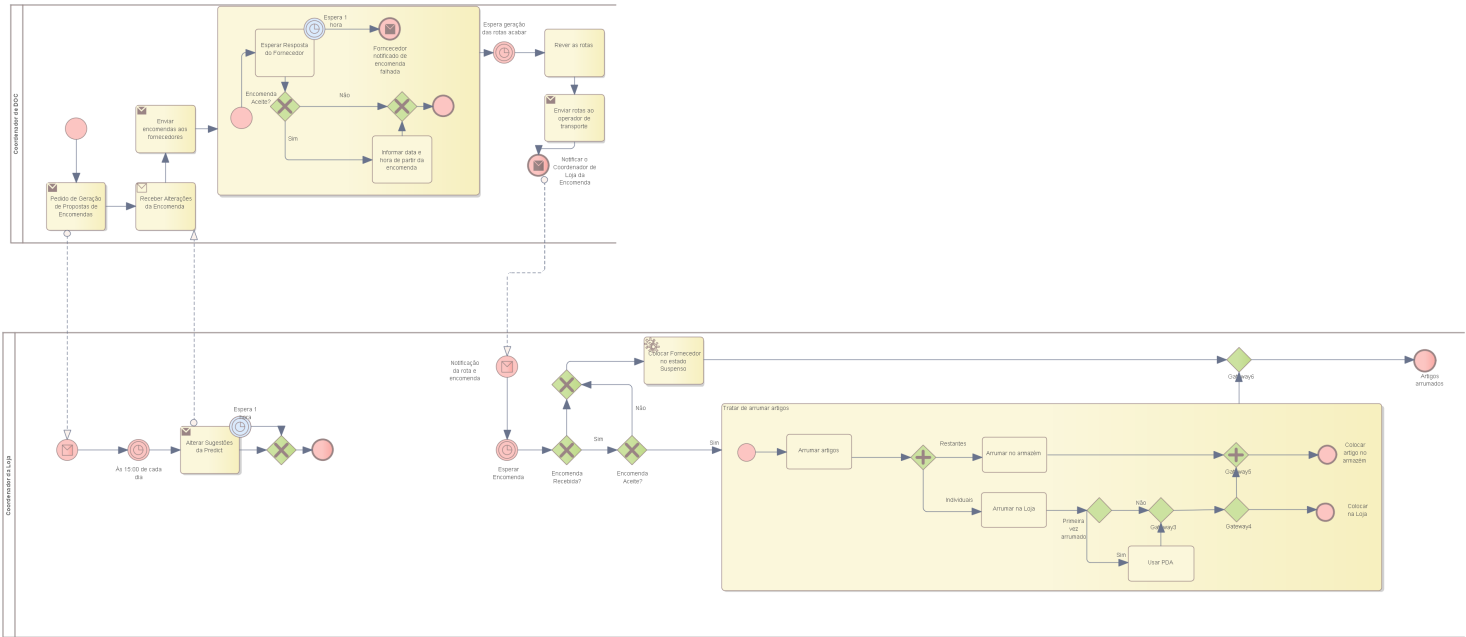 Coordenador da DOC
Espera 1
hora
Esperar Resposta
do Fornecedor
Forncecedor
notificado de
encomenda
falhada
Encomenda
Aceite?
Não
Sim
Informar data e
hora de partir da
encomenda
Enviar
encomendas aos
fornecedores
Pedido de Geração
de Propostas de
Encomendas
Receber Alterações
da Encomenda
Espera geração
das rotas acabar
Rever as rotas
Enviar rotas ao
operador de
transporte
Notificar o
Coordenador de
Loja da
Encomenda
Coordenador da Loja
Às 15:00 de cada
dia
Alterar Sugestões
da Predict
Espera 1
hora
Notificação
da rota e
encomenda
Esperar
Encomenda
Encomenda
Recebida?
Sim
Encomenda
Aceite?
Não
Sim
Colocar Fornecedor
no estado
Suspenso
Gateway6
Artigos
arrumados
Tratar de arrumar artigos
Arrumar artigos
Restantes
Individuais
Arrumar no armazém
Arrumar na Loja
Primeira
vez
arrumado
Não
Sim
Usar PDA
Gateway3
Gateway4
Gateway5
Colocar
artigo no
armazém
Colocar
na Loja